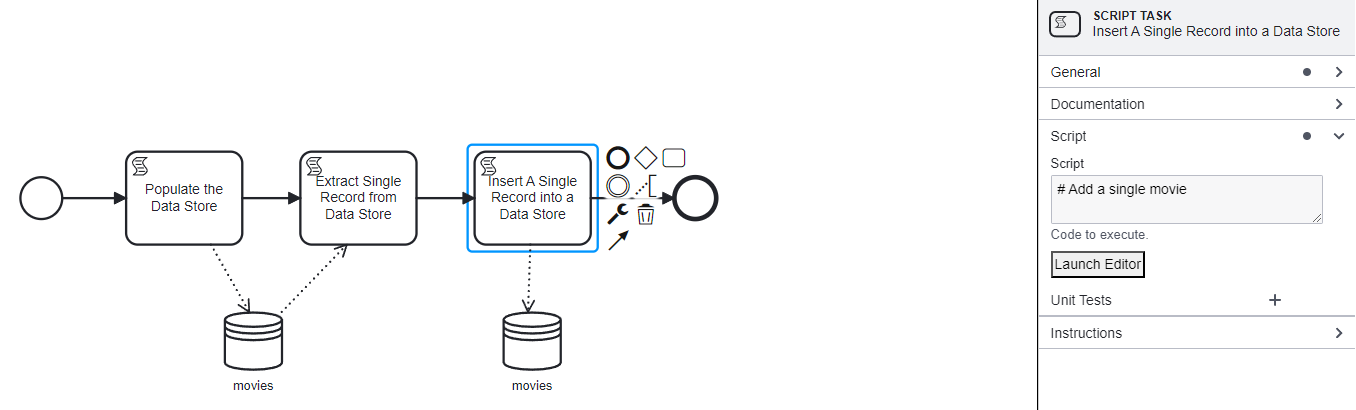 Populate the
Data Store
Extract Single
Record from
Data Store
Insert A Single
Record into a
Data Store
movies
movies
SCRIPT TASK
Insert A Single Record into a Data Store
General
Documentation
Script
Script
# Add a single movie
Code to execute.
Launch Editor
Unit Tests
Instructions